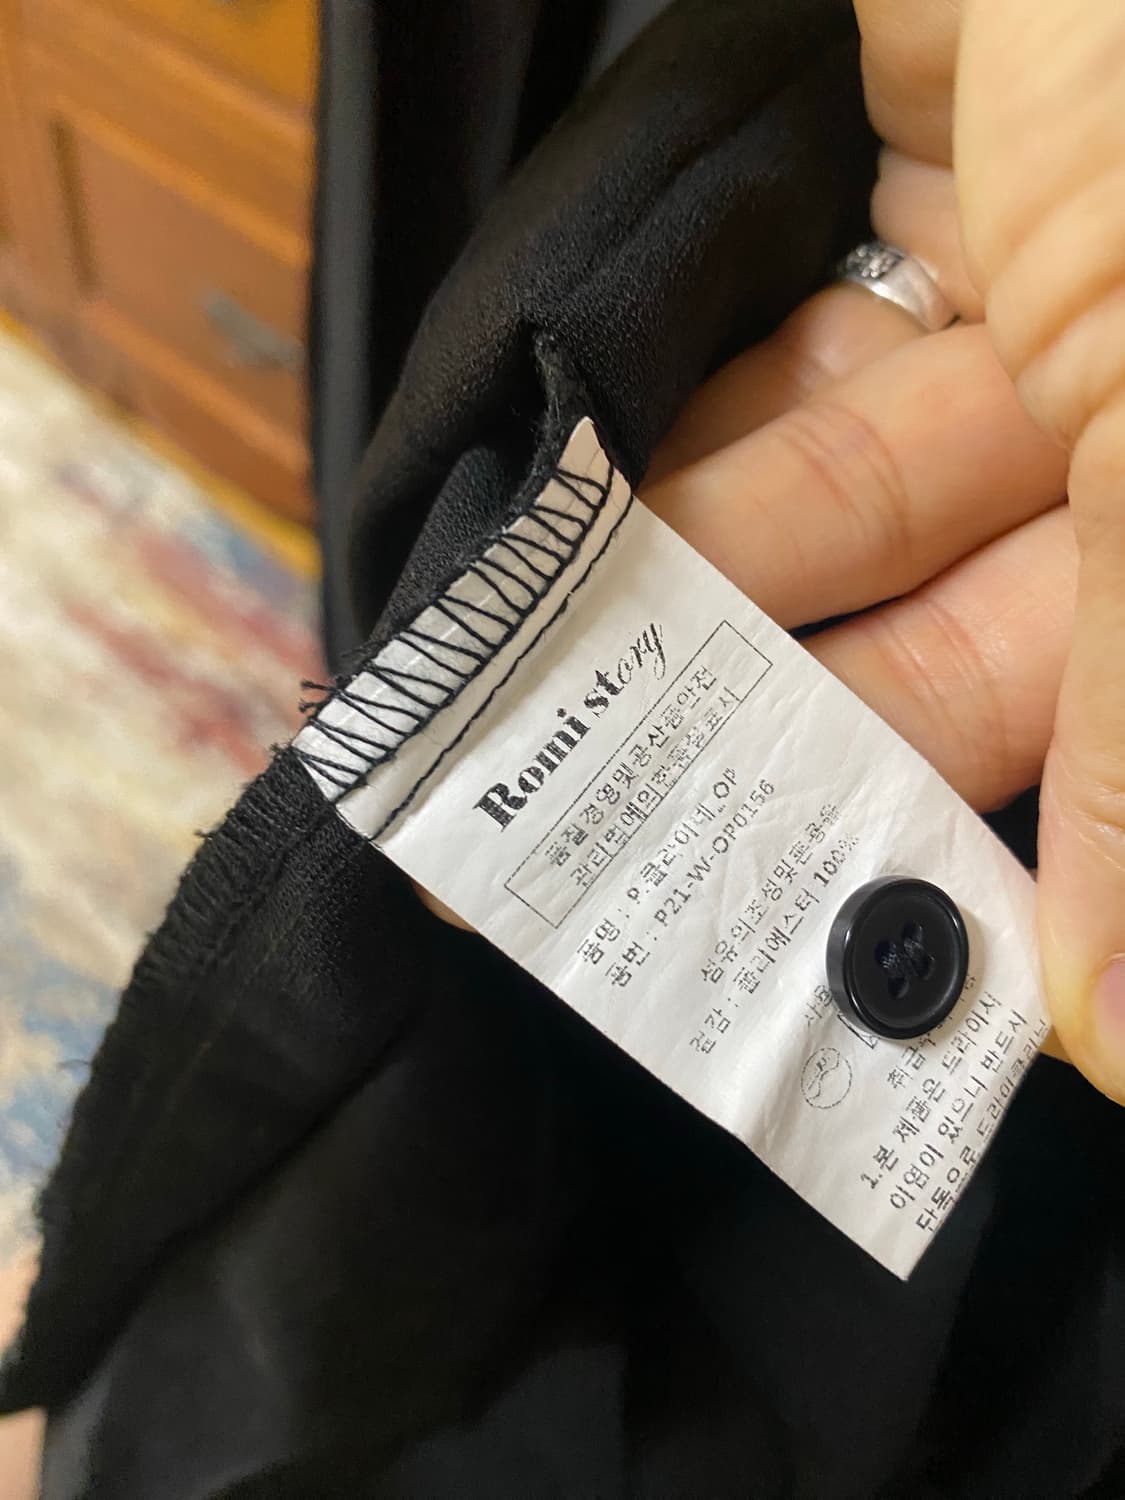 Romi story
품질경영및공산품안전
관리법에의한품질표시
품명 : P.클라이데_OP
품번 : P21-W-OP0156
섬유의조성및혼용율
겉감 : 폴리에스터 100%
1.본 제품은 드라이시
이염이 있으니 반드시
단독으로 드라이클리닝